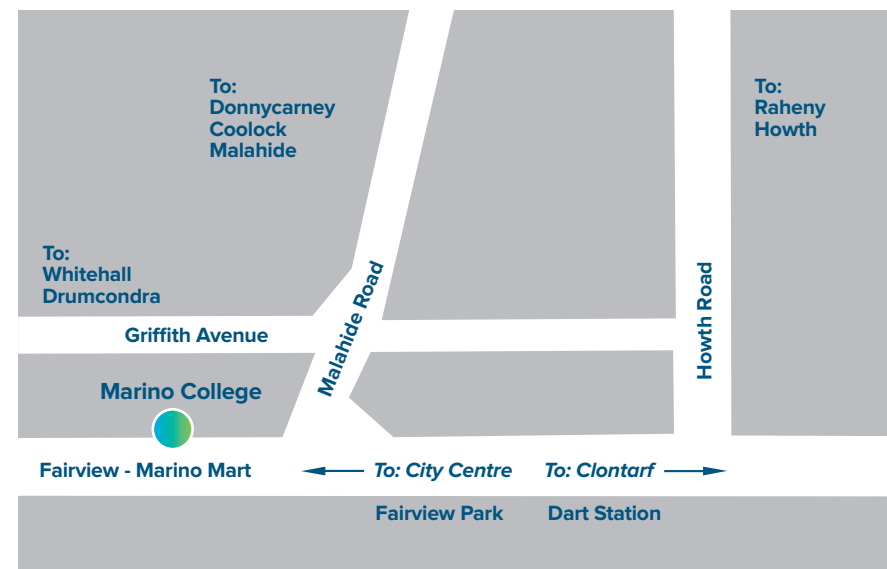 To:
Donnycarney
Coolock
Malahide
To:
Raheny
Howth
To:
Whitehall
Drumcondra
Griffith Avenue
Malahide Road
Howth Road
Marino College
Fairview - Marino Mart
To: City Centre
To: Clontarf
Fairview Park
Dart Station